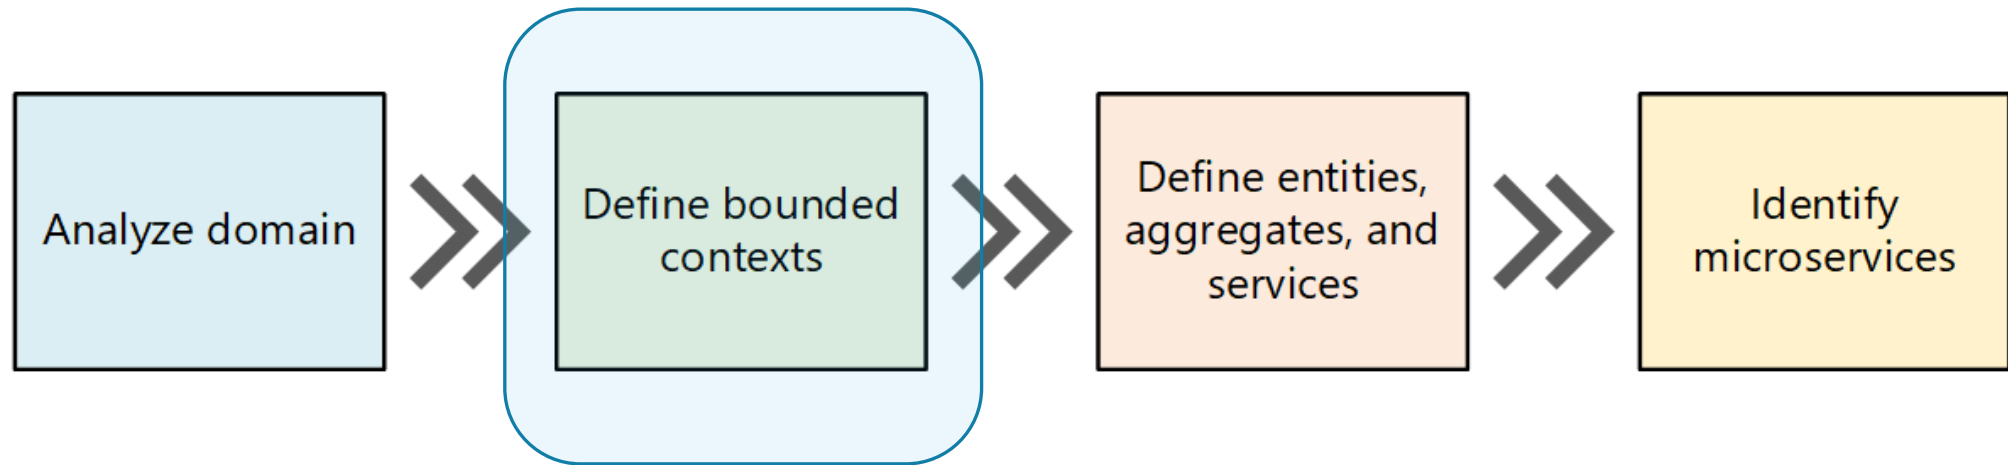 Analyze domain
Define bounded
contexts
Define entities,
aggregates, and
services
Identify
microservices